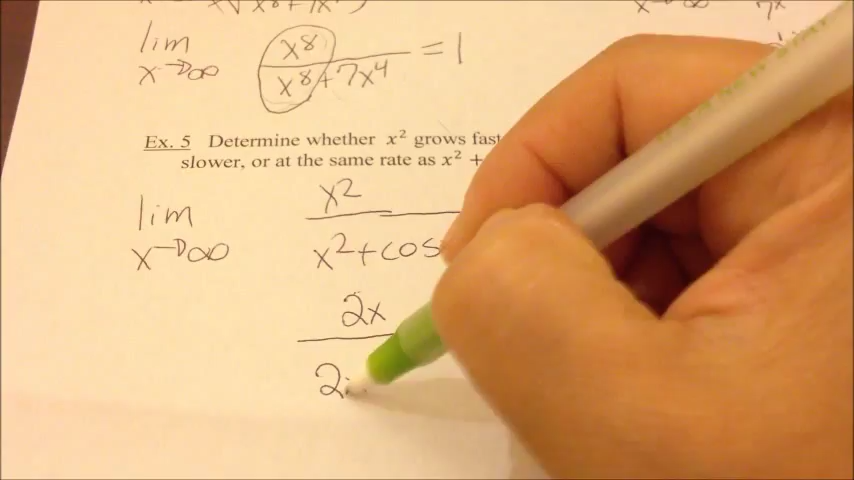 lim x⁸ = 1
x→∞ x⁸+7x⁴
Ex. 5 Determine whether x² grows
slower, or at the same rate as x² +
lim x²
x→∞ x²+cos
2x
2